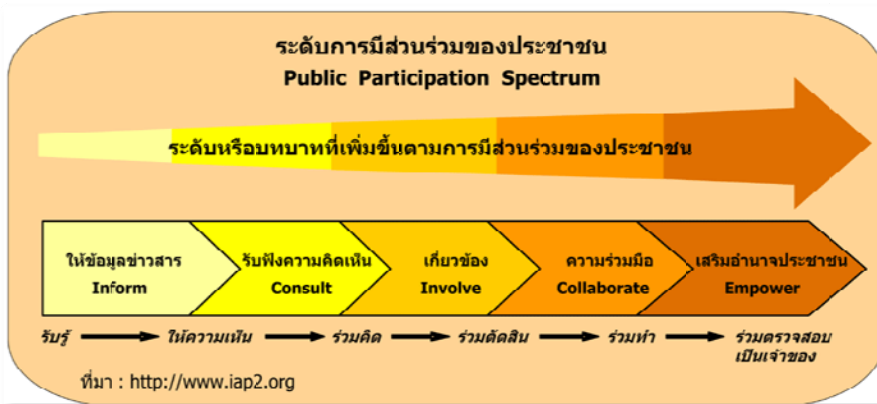 ระดับการมีส่วนร่วมของประชาชน
Public Participation Spectrum
ระดับหรือบทบาทที่เพิ่มขึ้นตามการมีส่วนร่วมของประชาชน
ให้ข้อมูลข่าวสาร
Inform
รับฟังความคิดเห็น
Consult
เกี่ยวข้อง
Involve
ความร่วมมือ
Collaborate
เสริมอำนาจประชาชน
Empower
รับรู้
ให้ความเห็น
ร่วมคิด
ร่วมตัดสิน
ร่วมทำ
ร่วมตรวจสอบ
เป็นเจ้าของ
ที่มา : http://www.iap2.org